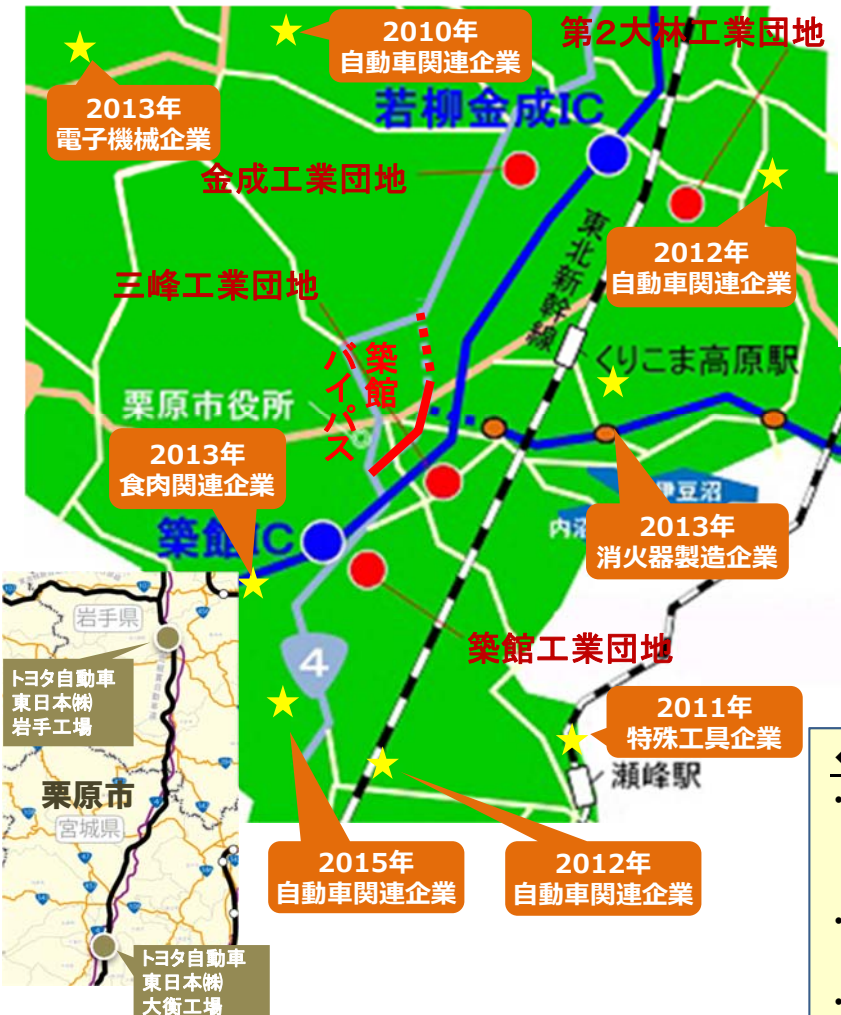 2010年
自動車関連企業
第2大林工業団地
2013年
電子機械企業
若柳金成IC
金成工業団地
2012年
自動車関連企業
東北新幹線
三峰工業団地
築館
バイパス
くりこま高原駅
栗原市役所
2013年
食肉関連企業
伊豆沼
内沼
築館IC
2013年
消火器製造企業
築館工業団地
4
岩手県
トヨタ自動車
東日本㈱
岩手工場
2011年
特殊工具企業
瀬峰駅
栗原市
宮城県
2015年
自動車関連企業
2012年
自動車関連企業
トヨタ自動車
東日本㈱
大衡工場